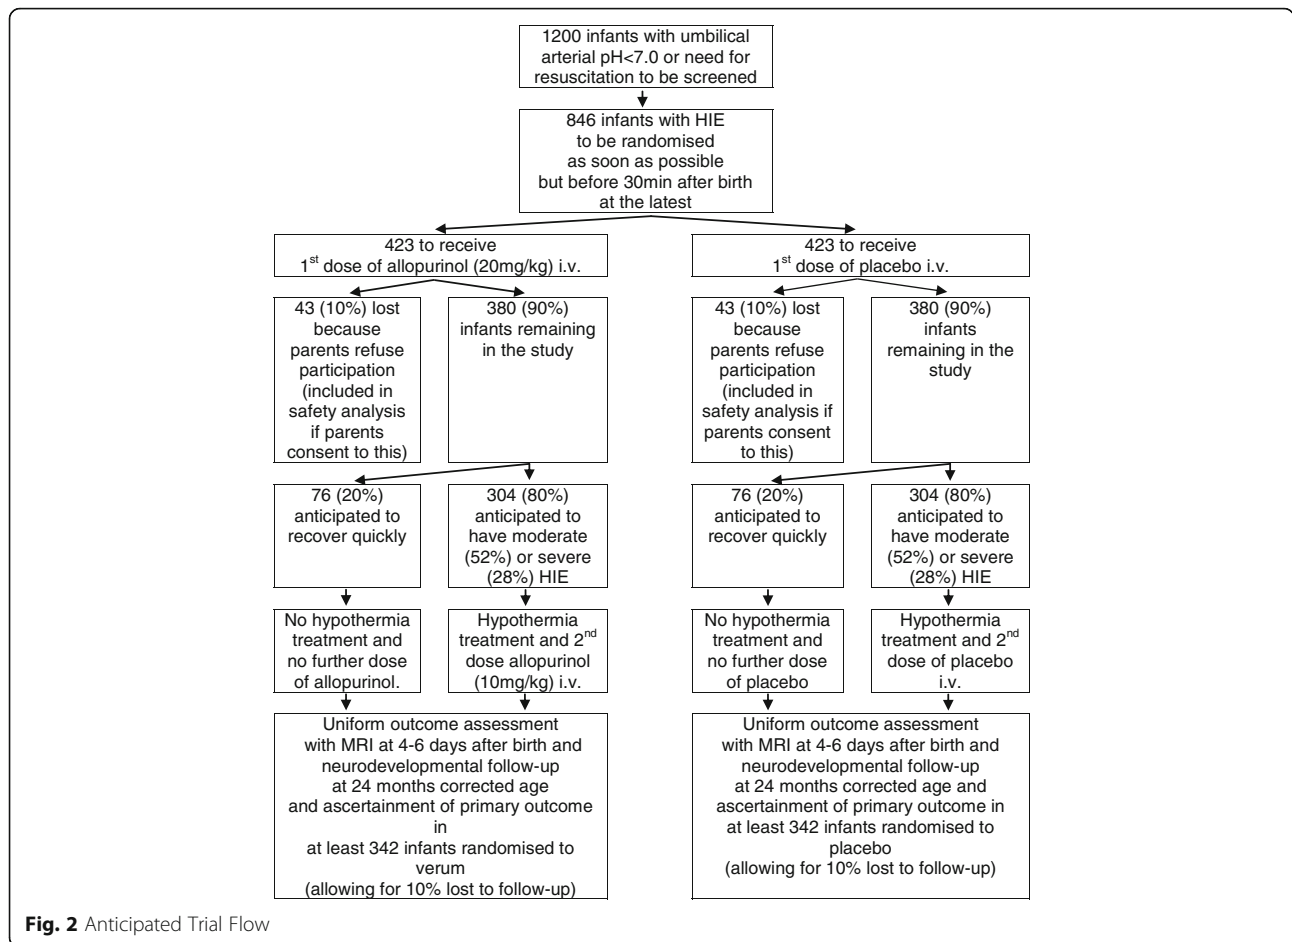 1200 infants with umbilical
arterial pH<7.0 or need for
resuscitation to be screened
846 infants with HIE
to be randomised
as soon as possible
but before 30min after birth
at the latest
423 to receive
1st dose of allopurinol (20mg/kg) i.v.
423 to receive
1st dose of placebo i.v.
43 (10%) lost
because
parents refuse
participation
(included in
safety analysis
if parents
consent to this)
380 (90%)
infants remaining
in the study
43 (10%) lost
because
parents refuse
participation
(included in
safety analysis if
parents consent
to this)
380 (90%)
infants
remaining in the
study
76 (20%)
anticipated to
recover quickly
304 (80%)
anticipated to
have moderate
(52%) or severe
(28%) HIE
76 (20%)
anticipated to
recover quickly
304 (80%)
anticipated to
have moderate
(52%) or severe
(28%) HIE
No hypothermia
treatment and
no further dose
of allopurinol.
Hypothermia
treatment and 2nd
dose allopurinol
(10mg/kg) i.v.
No hypothermia
treatment and
no further dose
of placebo
Hypothermia
treatment and 2nd
dose of placebo
i.v.
Uniform outcome assessment
with MRI at 4-6 days after birth and
neurodevelopmental follow-up
at 24 months corrected age
and ascertainment of primary outcome
in
at least 342 infants randomised to
verum
(allowing for 10% lost to follow-up)
Uniform outcome assessment
with MRI at 4-6 days after birth and
neurodevelopmental follow-up
at 24 months corrected age and
ascertainment of primary outcome in
at least 342 infants randomised to
placebo
(allowing for 10% lost to follow-up)
Fig. 2 Anticipated Trial Flow